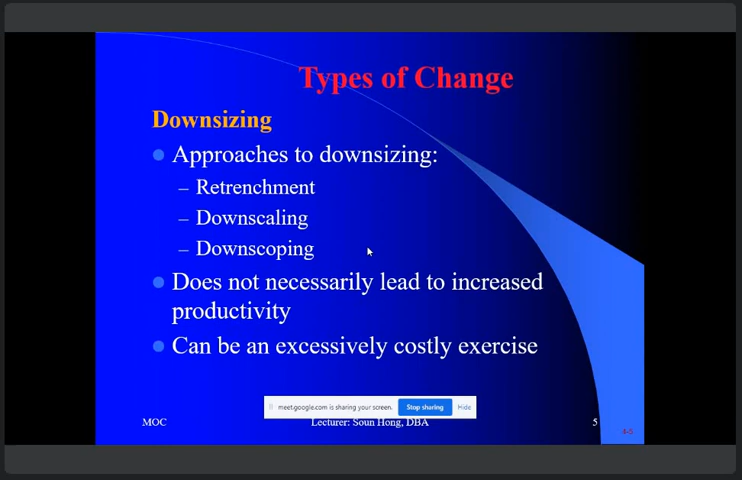 Types of Change
Downsizing
Approaches to downsizing:
– Retrenchment
– Downscaling
– Downscoping
Does not necessarily lead to increased
productivity
Can be an excessively costly exercise
meet.google.com is sharing your screen. Stop sharing Hide
MOC Lecturer: Soun Hong, DBA 5
4-5